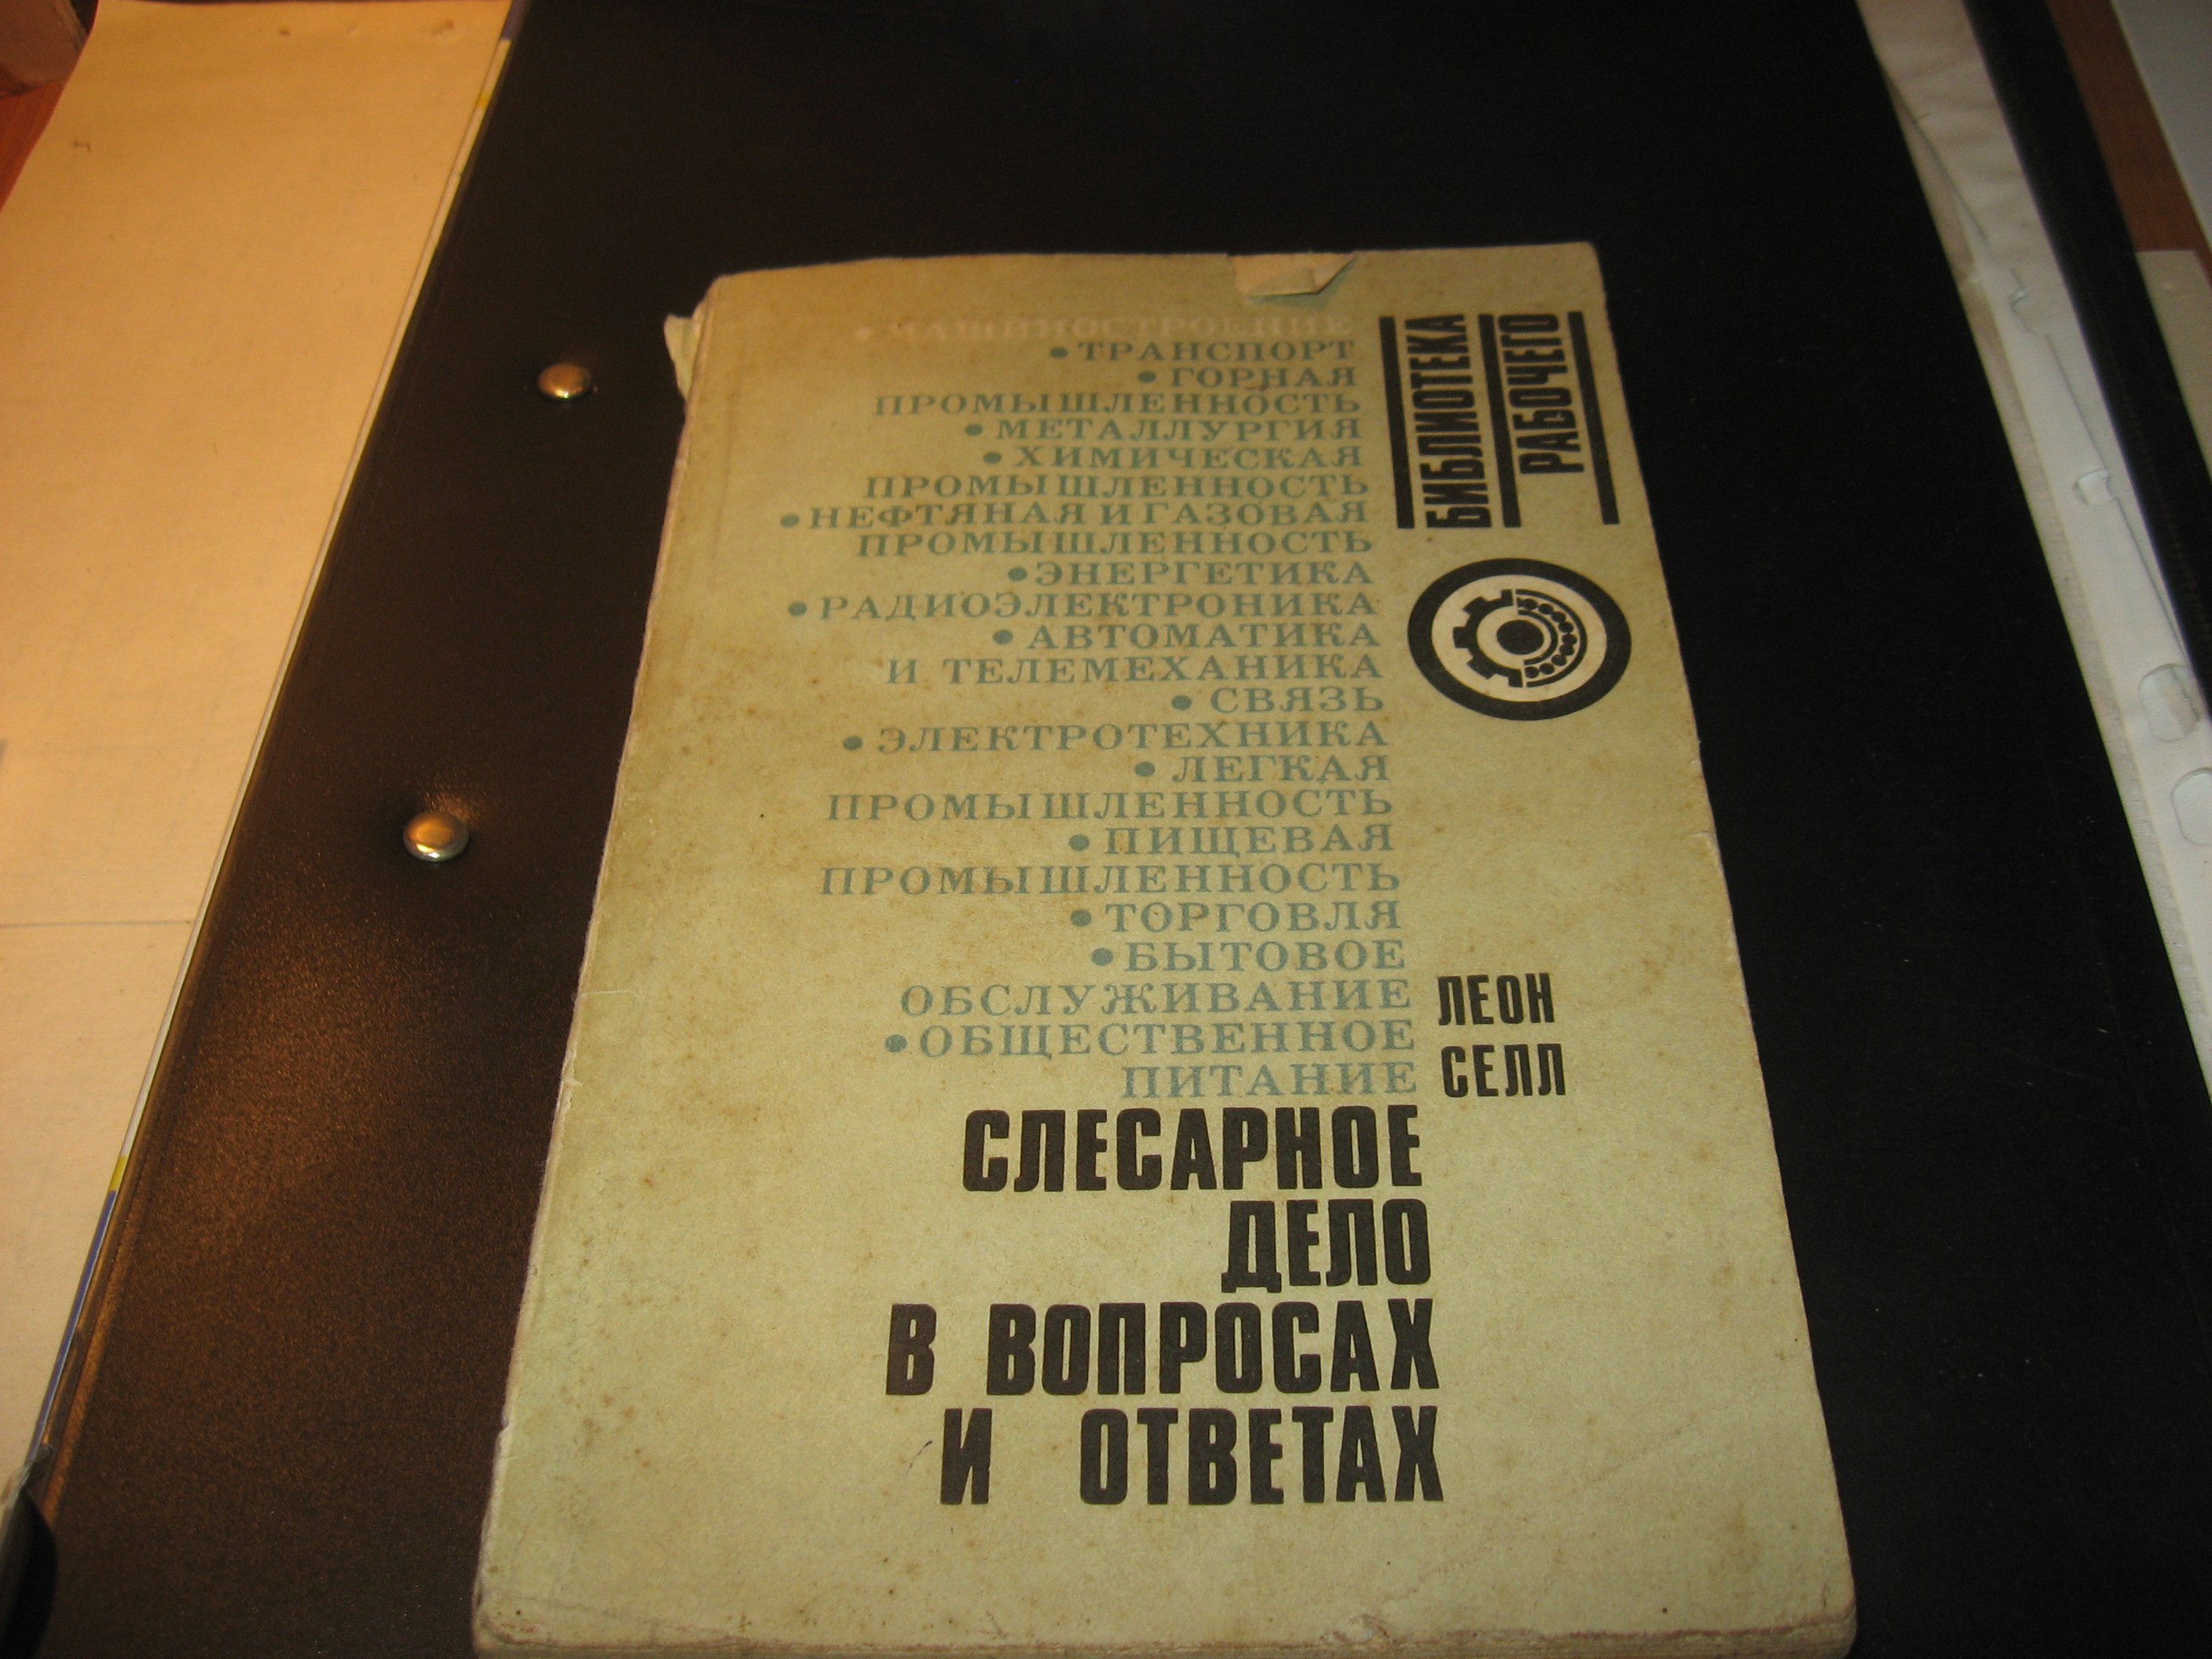 • МАШИНОСТРОЕНИЕ
• ТРАНСПОРТ
• ГОРНАЯ
ПРОМЫШЛЕННОСТЬ
• МЕТАЛЛУРГИЯ
• ХИМИЧЕСКАЯ
ПРОМЫШЛЕННОСТЬ
• НЕФТЯНАЯ И ГАЗОВАЯ
ПРОМЫШЛЕННОСТЬ
• ЭНЕРГЕТИКА
• РАДИОЭЛЕКТРОНИКА
• АВТОМАТИКА
И ТЕЛЕМЕХАНИКА
• СВЯЗЬ
• ЭЛЕКТРОТЕХНИКА
• ЛЕГКАЯ
ПРОМЫШЛЕННОСТЬ
• ПИЩЕВАЯ
ПРОМЫШЛЕННОСТЬ
• ТОРГОВЛЯ
• БЫТОВОЕ
ОБСЛУЖИВАНИЕ
• ОБЩЕСТВЕННОЕ
ПИТАНИЕ
БИБЛИОТЕКА
РАБОЧЕГО
ЛЕОН
СЕЛЛ
СЛЕСАРНОЕ
ДЕЛО
В ВОПРОСАХ
И ОТВЕТАХ